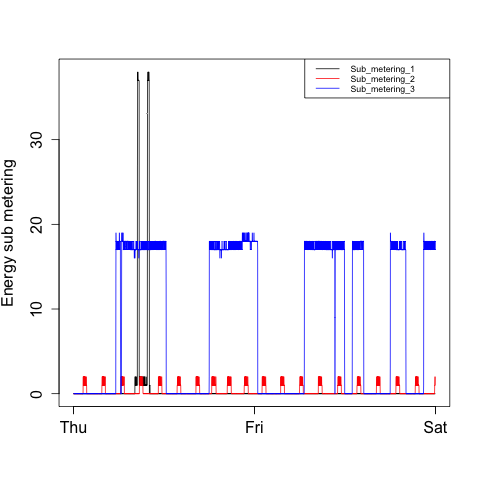 Sub_metering_1
Sub_metering_2
Sub_metering_3
Energy sub metering
30
20
10
0
Thu
Fri
Sat